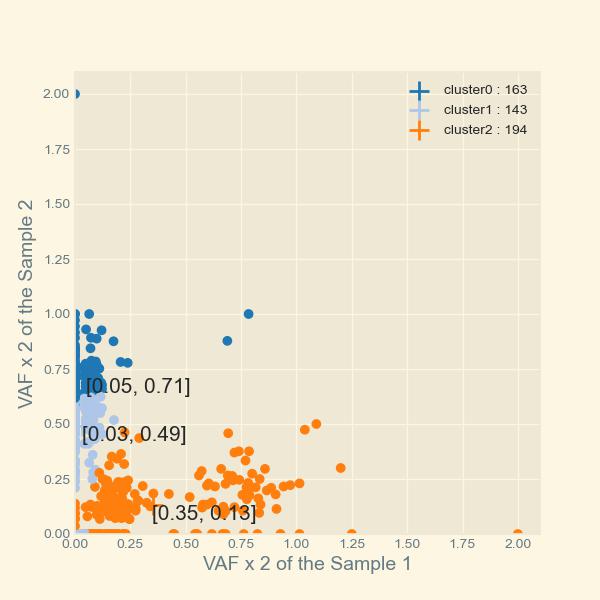 cluster0 : 163
cluster1 : 143
cluster2 : 194
VAF x 2 of the Sample 2
2.00
1.75
1.50
1.25
1.00
0.75
0.50
0.25
0.00
[0.05, 0.71]
[0.03, 0.49]
[0.35, 0.13]
0.00 0.25 0.50 0.75 1.00 1.25 1.50 1.75 2.00
VAF x 2 of the Sample 1